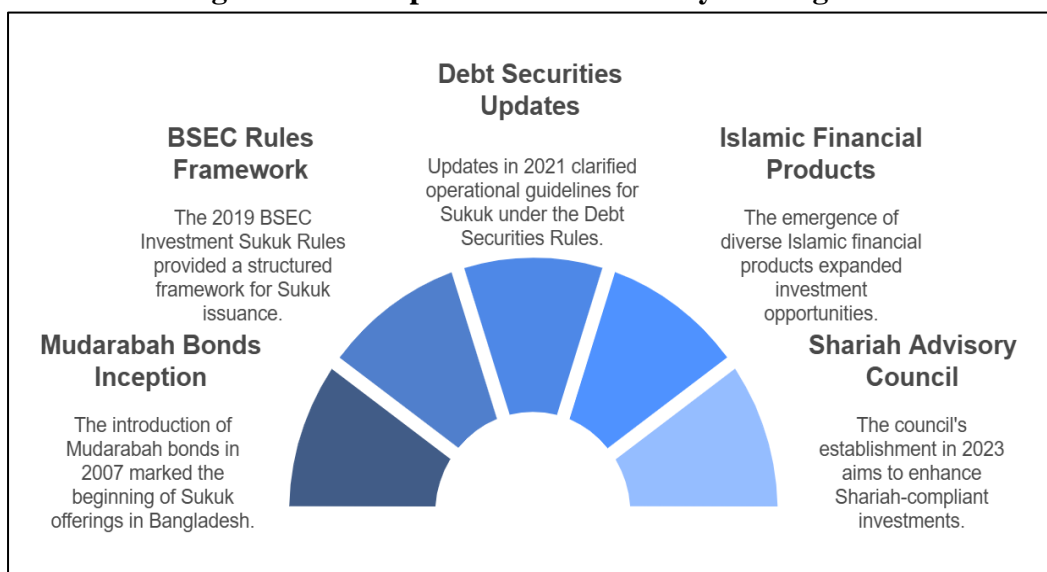 Mudarabah Bonds
Inception
The introduction of
Mudarabah bonds in
2007 marked the
beginning of Sukuk
offerings in Bangladesh.
BSEC Rules
Framework
The 2019 BSEC
Investment Sukuk Rules
provided a structured
framework for Sukuk
issuance.
Debt Securities
Updates
Updates in 2021 clarified
operational guidelines for
Sukuk under the Debt
Securities Rules.
Islamic Financial
Products
The emergence of
diverse Islamic financial
products expanded
investment
opportunities.
Shariah Advisory
Council
The council's
establishment in 2023
aims to enhance
Shariah-compliant
investments.